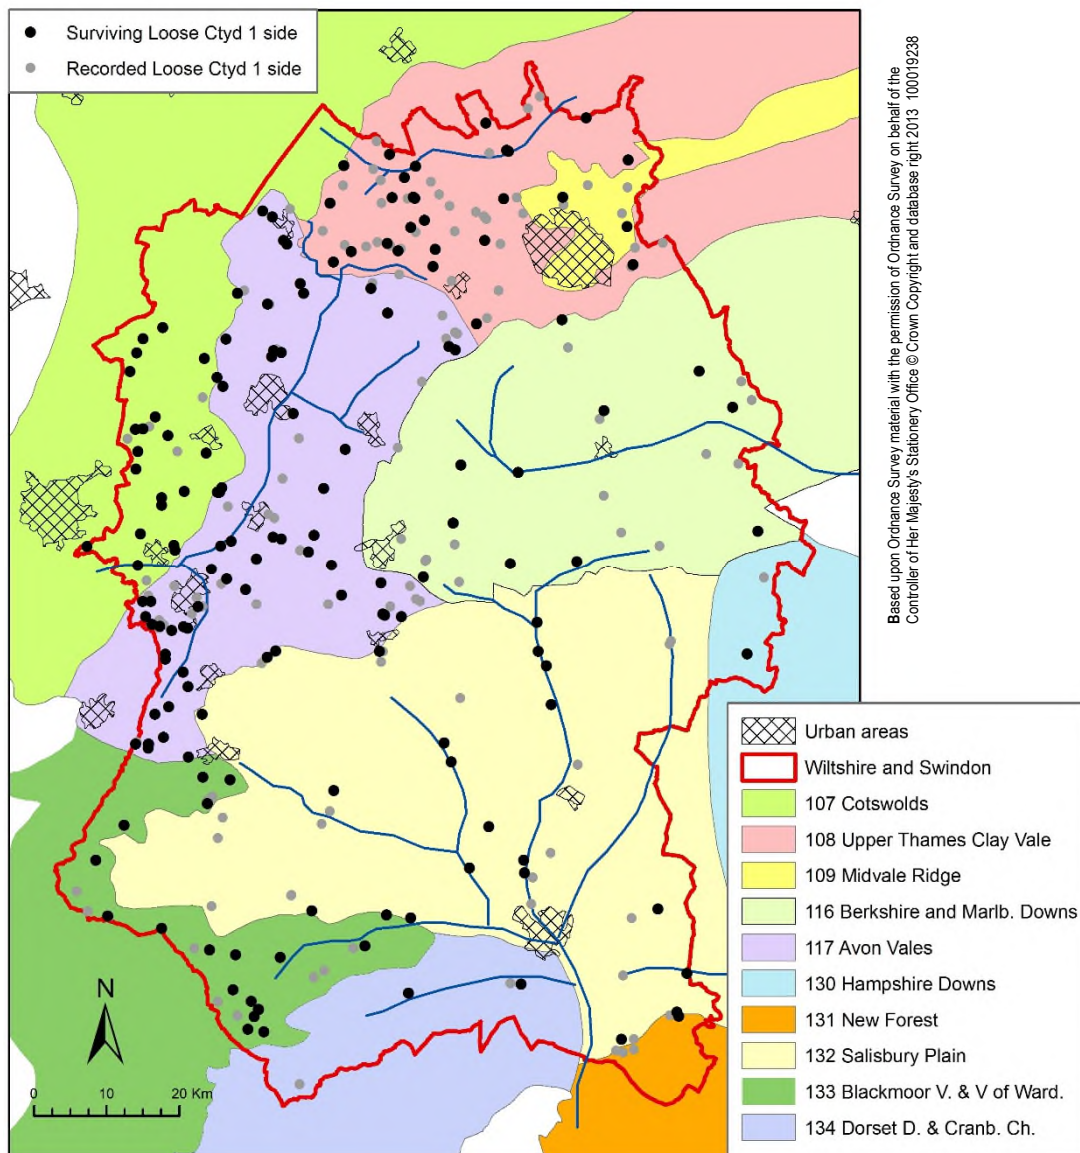 Surviving Loose Ctyd 1 side
Recorded Loose Ctyd 1 side
Based upon Ordnance Survey material with the permission of Ordnance Survey on behalf of the
Controller of Her Majesty's Stationery Office © Crown Copyright and database right 2013 100019238
Urban areas
Wiltshire and Swindon
107 Cotswolds
108 Upper Thames Clay Vale
109 Midvale Ridge
116 Berkshire and Marlb. Downs
117 Avon Vales
130 Hampshire Downs
131 New Forest
132 Salisbury Plain
133 Blackmoor V. & V of Ward.
134 Dorset D. & Cranb. Ch.
N
0 10 20 Km